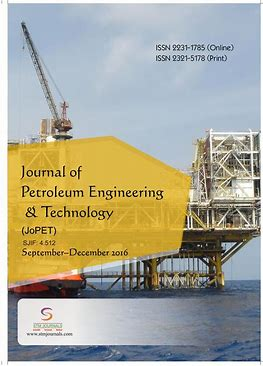 ISSN 2231-1785 (Online)
ISSN 2321-5178 (Print)
Journal of
Petroleum Engineering
& Technology
(JoPET)
SJIF: 4.512
September–December 2016
STM JOURNALS
www.stmjournals.com